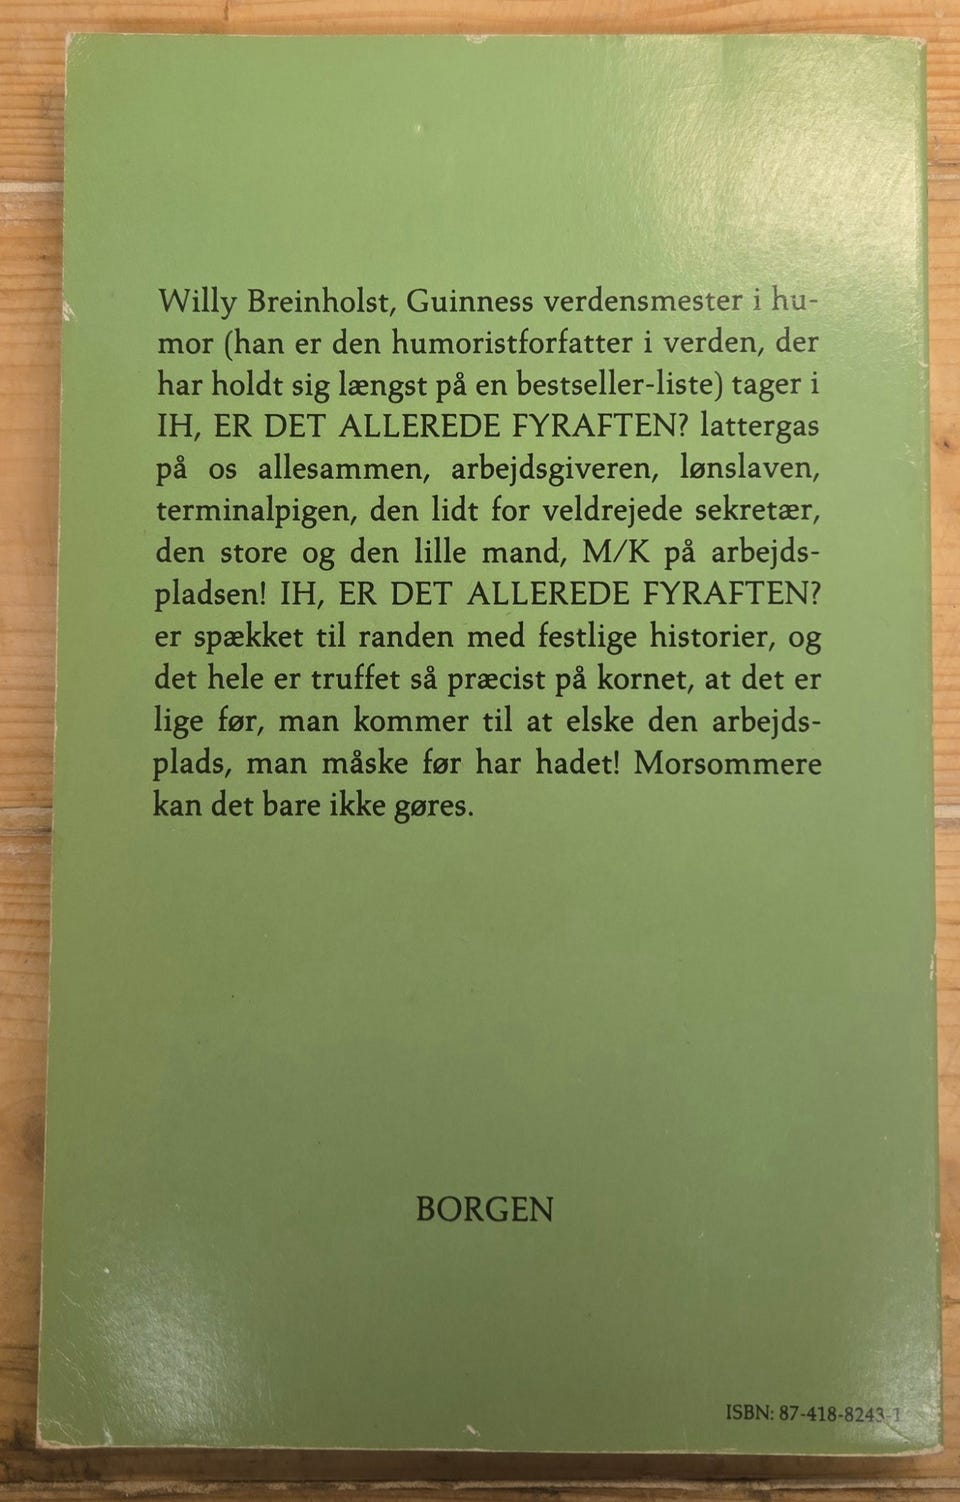 Willy Breinholst, Guinness verdensmester i hu-
mor (han er den humoristforfatter i verden, der
har holdt sig længst på en bestseller-liste) tager i
IH, ER DET ALLEREDE FYRAFTEN? lattergas
på os allesammen, arbejdsgiveren, lønslaven,
terminalpigen, den lidt for veldrejede sekretær,
den store og den lille mand, M/K på arbejds-
pladsen! IH, ER DET ALLEREDE FYRAFTEN?
er spækket til randen med festlige historier, og
det hele er truffet så præcist på kornet, at det er
lige før, man kommer til at elske den arbejds-
plads, man måske før har hadet! Morsommere
kan det bare ikke gøres.
BORGEN
ISBN: 87-418-8243-1